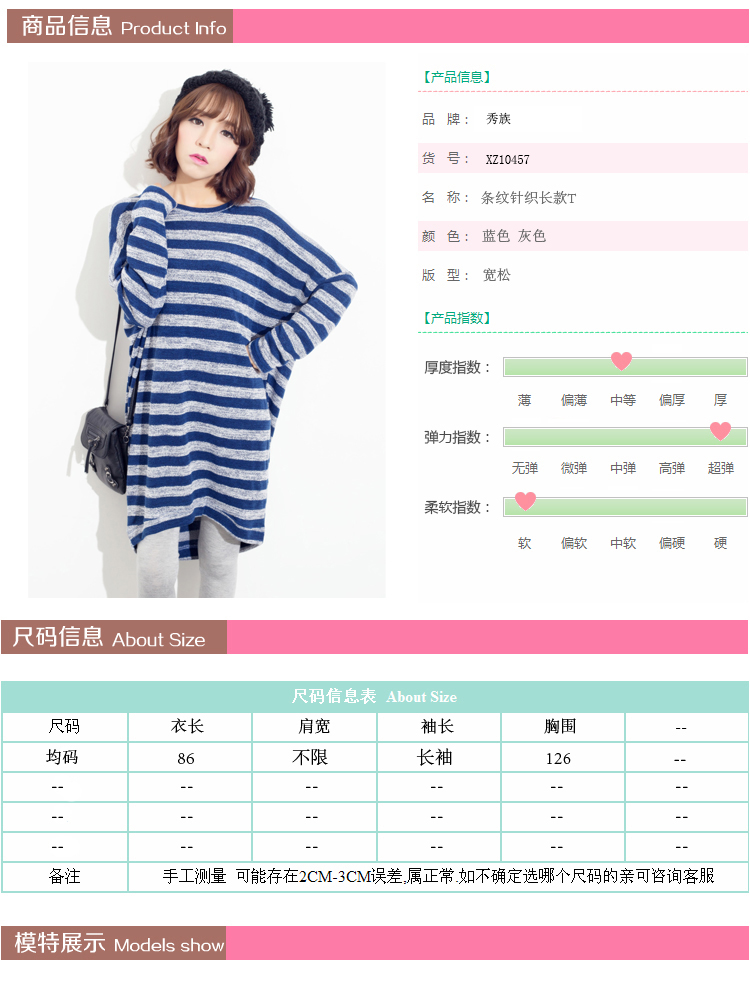 商品信息 Product Info
【产品信息】
品 牌： 秀族
货 号： XZ10457
名 称： 条纹针织长款T
颜 色： 蓝色 灰色
版 型： 宽松
【产品指数】
厚度指数：
薄 偏薄 中等 偏厚 厚
弹力指数：
无弹 微弹 中弹 高弹 超弹
柔软指数：
软 偏软 中软 偏硬 硬
尺码信息 About Size
尺码信息表 About Size
尺码 衣长 肩宽 袖长 胸围 --
均码 86 不限 长袖 126 --
-- -- -- -- -- --
-- -- -- -- -- --
-- -- -- -- -- --
备注 手工测量 可能存在2CM-3CM误差,属正常.如不确定选哪个尺码的亲可咨询客服
模特展示 Models show